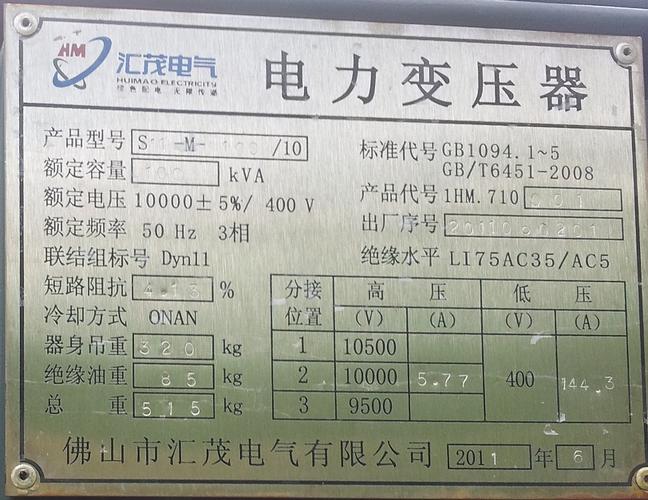 HM 汇茂电气
HUIMAO ELECTRICITY
绿色配电 无限传递
电力变压器
产品型号 S11-M-100/10
额定容量 100 kVA
额定电压 10000±5%/ 400 V
额定频率 50 Hz 3相
联结组标号 Dyn11
短路阻抗 4.13 %
冷却方式 ONAN
器身吊重 320 kg
绝缘油重 85 kg
总 重 515 kg
标准代号 GB1094.1~5
GB/T6451-2008
产品代号 1HM.710 001
出厂序号
绝缘水平 LI75AC35/AC5
分接位置 高 压 低 压
(V) (A) (V) (A)
1 10500
2 10000 5.77 400 144.3
3 9500
佛山市汇茂电气有限公司 2011 年 6 月